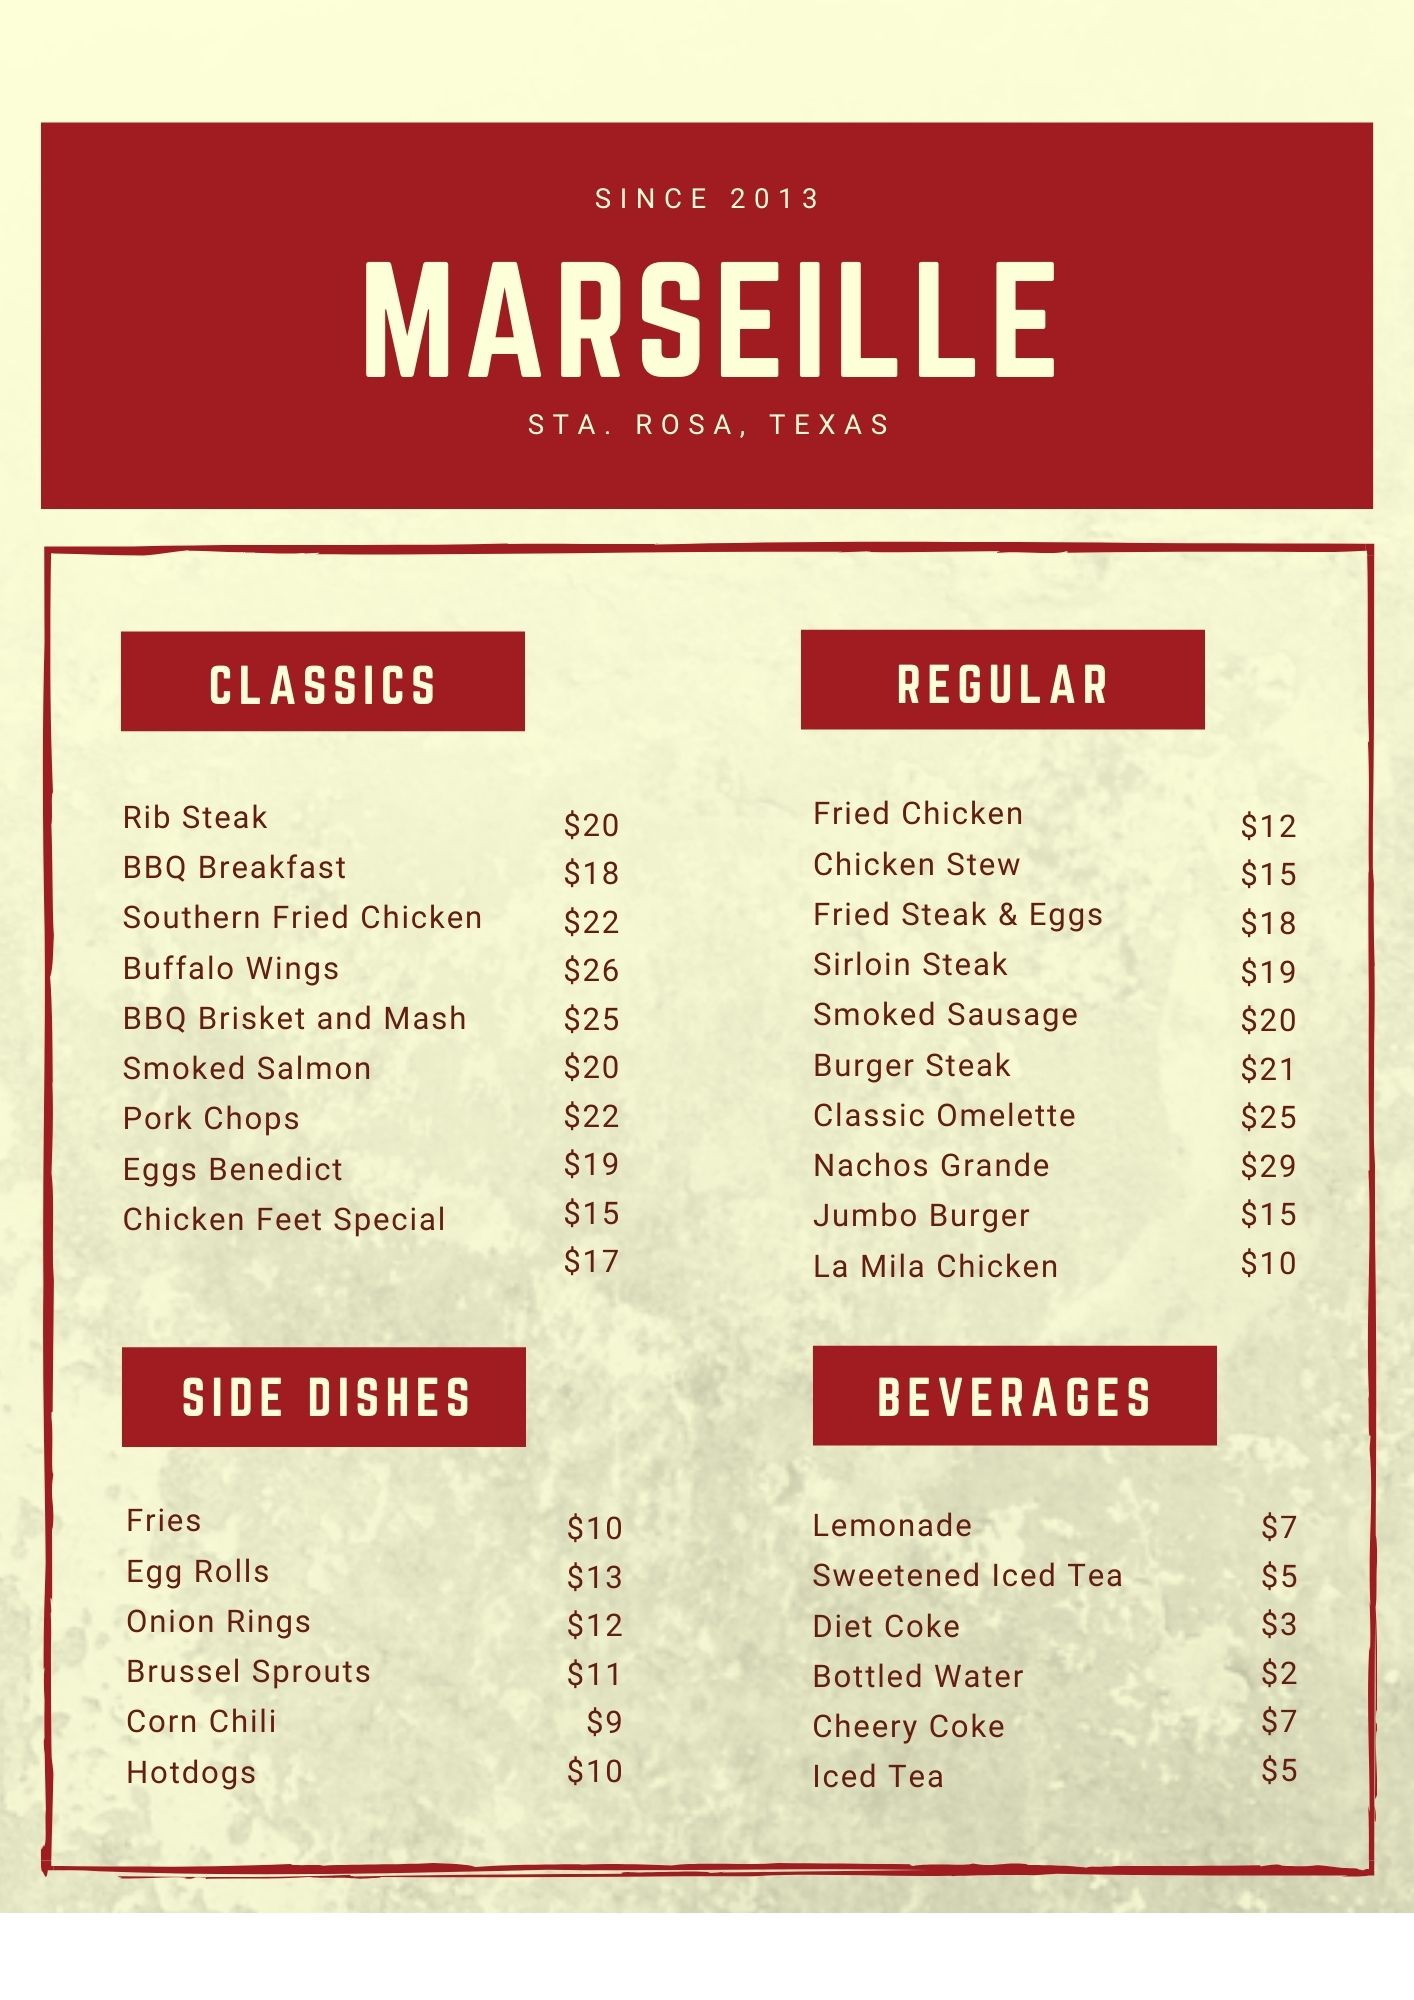 SINCE 2013
MARSEILLE
STA. ROSA, TEXAS
CLASSICS
Rib Steak $20
BBQ Breakfast $18
Southern Fried Chicken $22
Buffalo Wings $26
BBQ Brisket and Mash $25
Smoked Salmon $20
Pork Chops $22
Eggs Benedict $19
Chicken Feet Special $15
$17
REGULAR
Fried Chicken $12
Chicken Stew $15
Fried Steak & Eggs $18
Sirloin Steak $19
Smoked Sausage $20
Burger Steak $21
Classic Omelette $25
Nachos Grande $29
Jumbo Burger $15
La Mila Chicken $10
SIDE DISHES
Fries $10
Egg Rolls $13
Onion Rings $12
Brussel Sprouts $11
Corn Chili $9
Hotdogs $10
BEVERAGES
Lemonade $7
Sweetened Iced Tea $5
Diet Coke $3
Bottled Water $2
Cheery Coke $7
Iced Tea $5